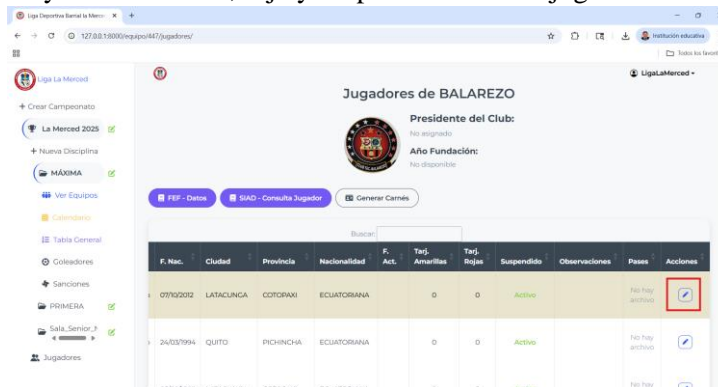 Liga Deportiva Barrial la Merce
127.0.0.1:8000/equipo/447/jugadores/
Institución educativa
Todos los favorit
Liga La Merced
LigaLaMerced
+ Crear Campeonato
La Merced 2025
+ Nueva Disciplina
MÁXIMA
Ver Equipos
Calendario
Tabla General
Goleadores
Sanciones
PRIMERA
Sala_Senior_
Jugadores
Jugadores de BALAREZO
Presidente del Club:
No asignado
Año Fundación:
No disponible
FEF - Datos
SIAD - Consulta Jugador
Generar Carnés
Buscar:
F. Nac. Ciudad Provincia Nacionalidad F. Act. Tarj. Amarillas Tarj. Rojas Suspendido Observaciones Pases Acciones
07/10/2012 LATACUNGA COTOPAXI ECUATORIANA 0 0 Activo No hay archivo
24/03/1994 QUITO PICHINCHA ECUATORIANA 0 0 Activo No hay archivo
No hay